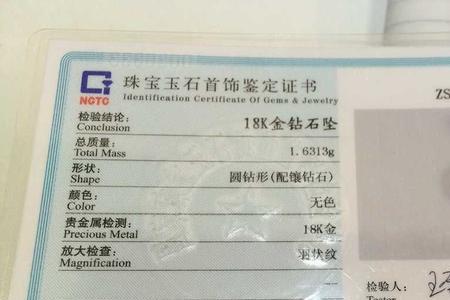 珠宝玉石首饰鉴定证书
NGTC
Identification Certificate Of Gems & Jewelry
ZS
检验结论:
Conclusion
18K金钻石坠
总质量:
Total Mass
1.6313g
形状:
Shape
圆钻形(配镶钻石)
颜色:
Color
无色
贵金属检测:
Precious Metal
18K金
放大检查:
Magnification
羽状纹
检验人: